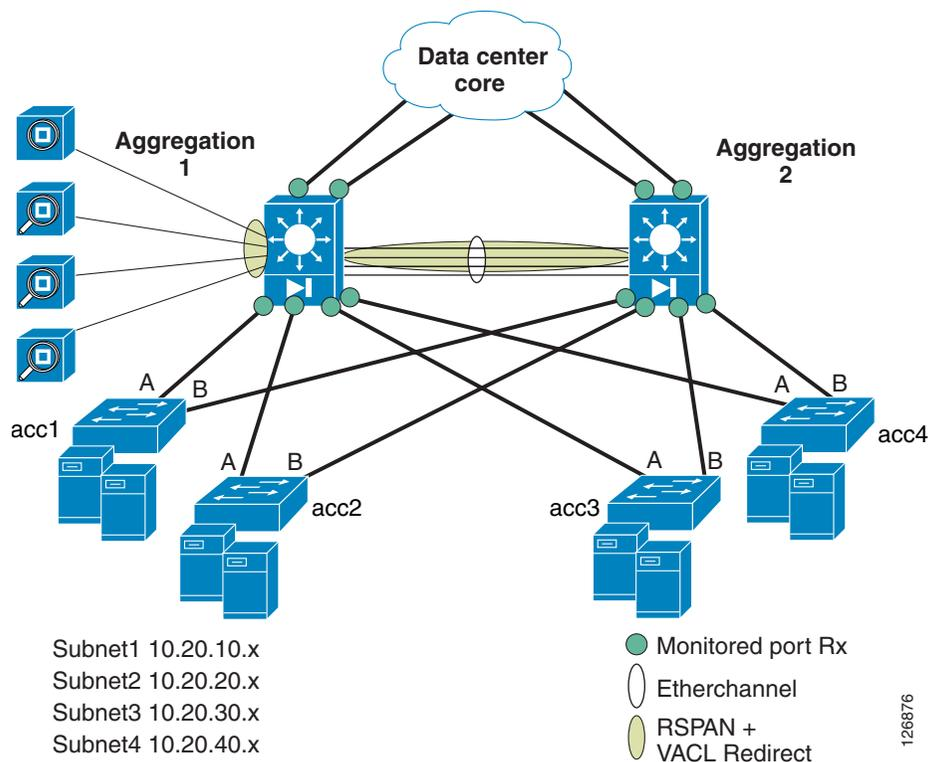 Data center
core
Aggregation
1
Aggregation
2
A
B
acc1
A
B
acc4
A
B
acc2
A
B
acc3
Subnet1 10.20.10.x
Subnet2 10.20.20.x
Subnet3 10.20.30.x
Subnet4 10.20.40.x
Monitored port Rx
Etherchannel
RSPAN +
VACL Redirect
126876